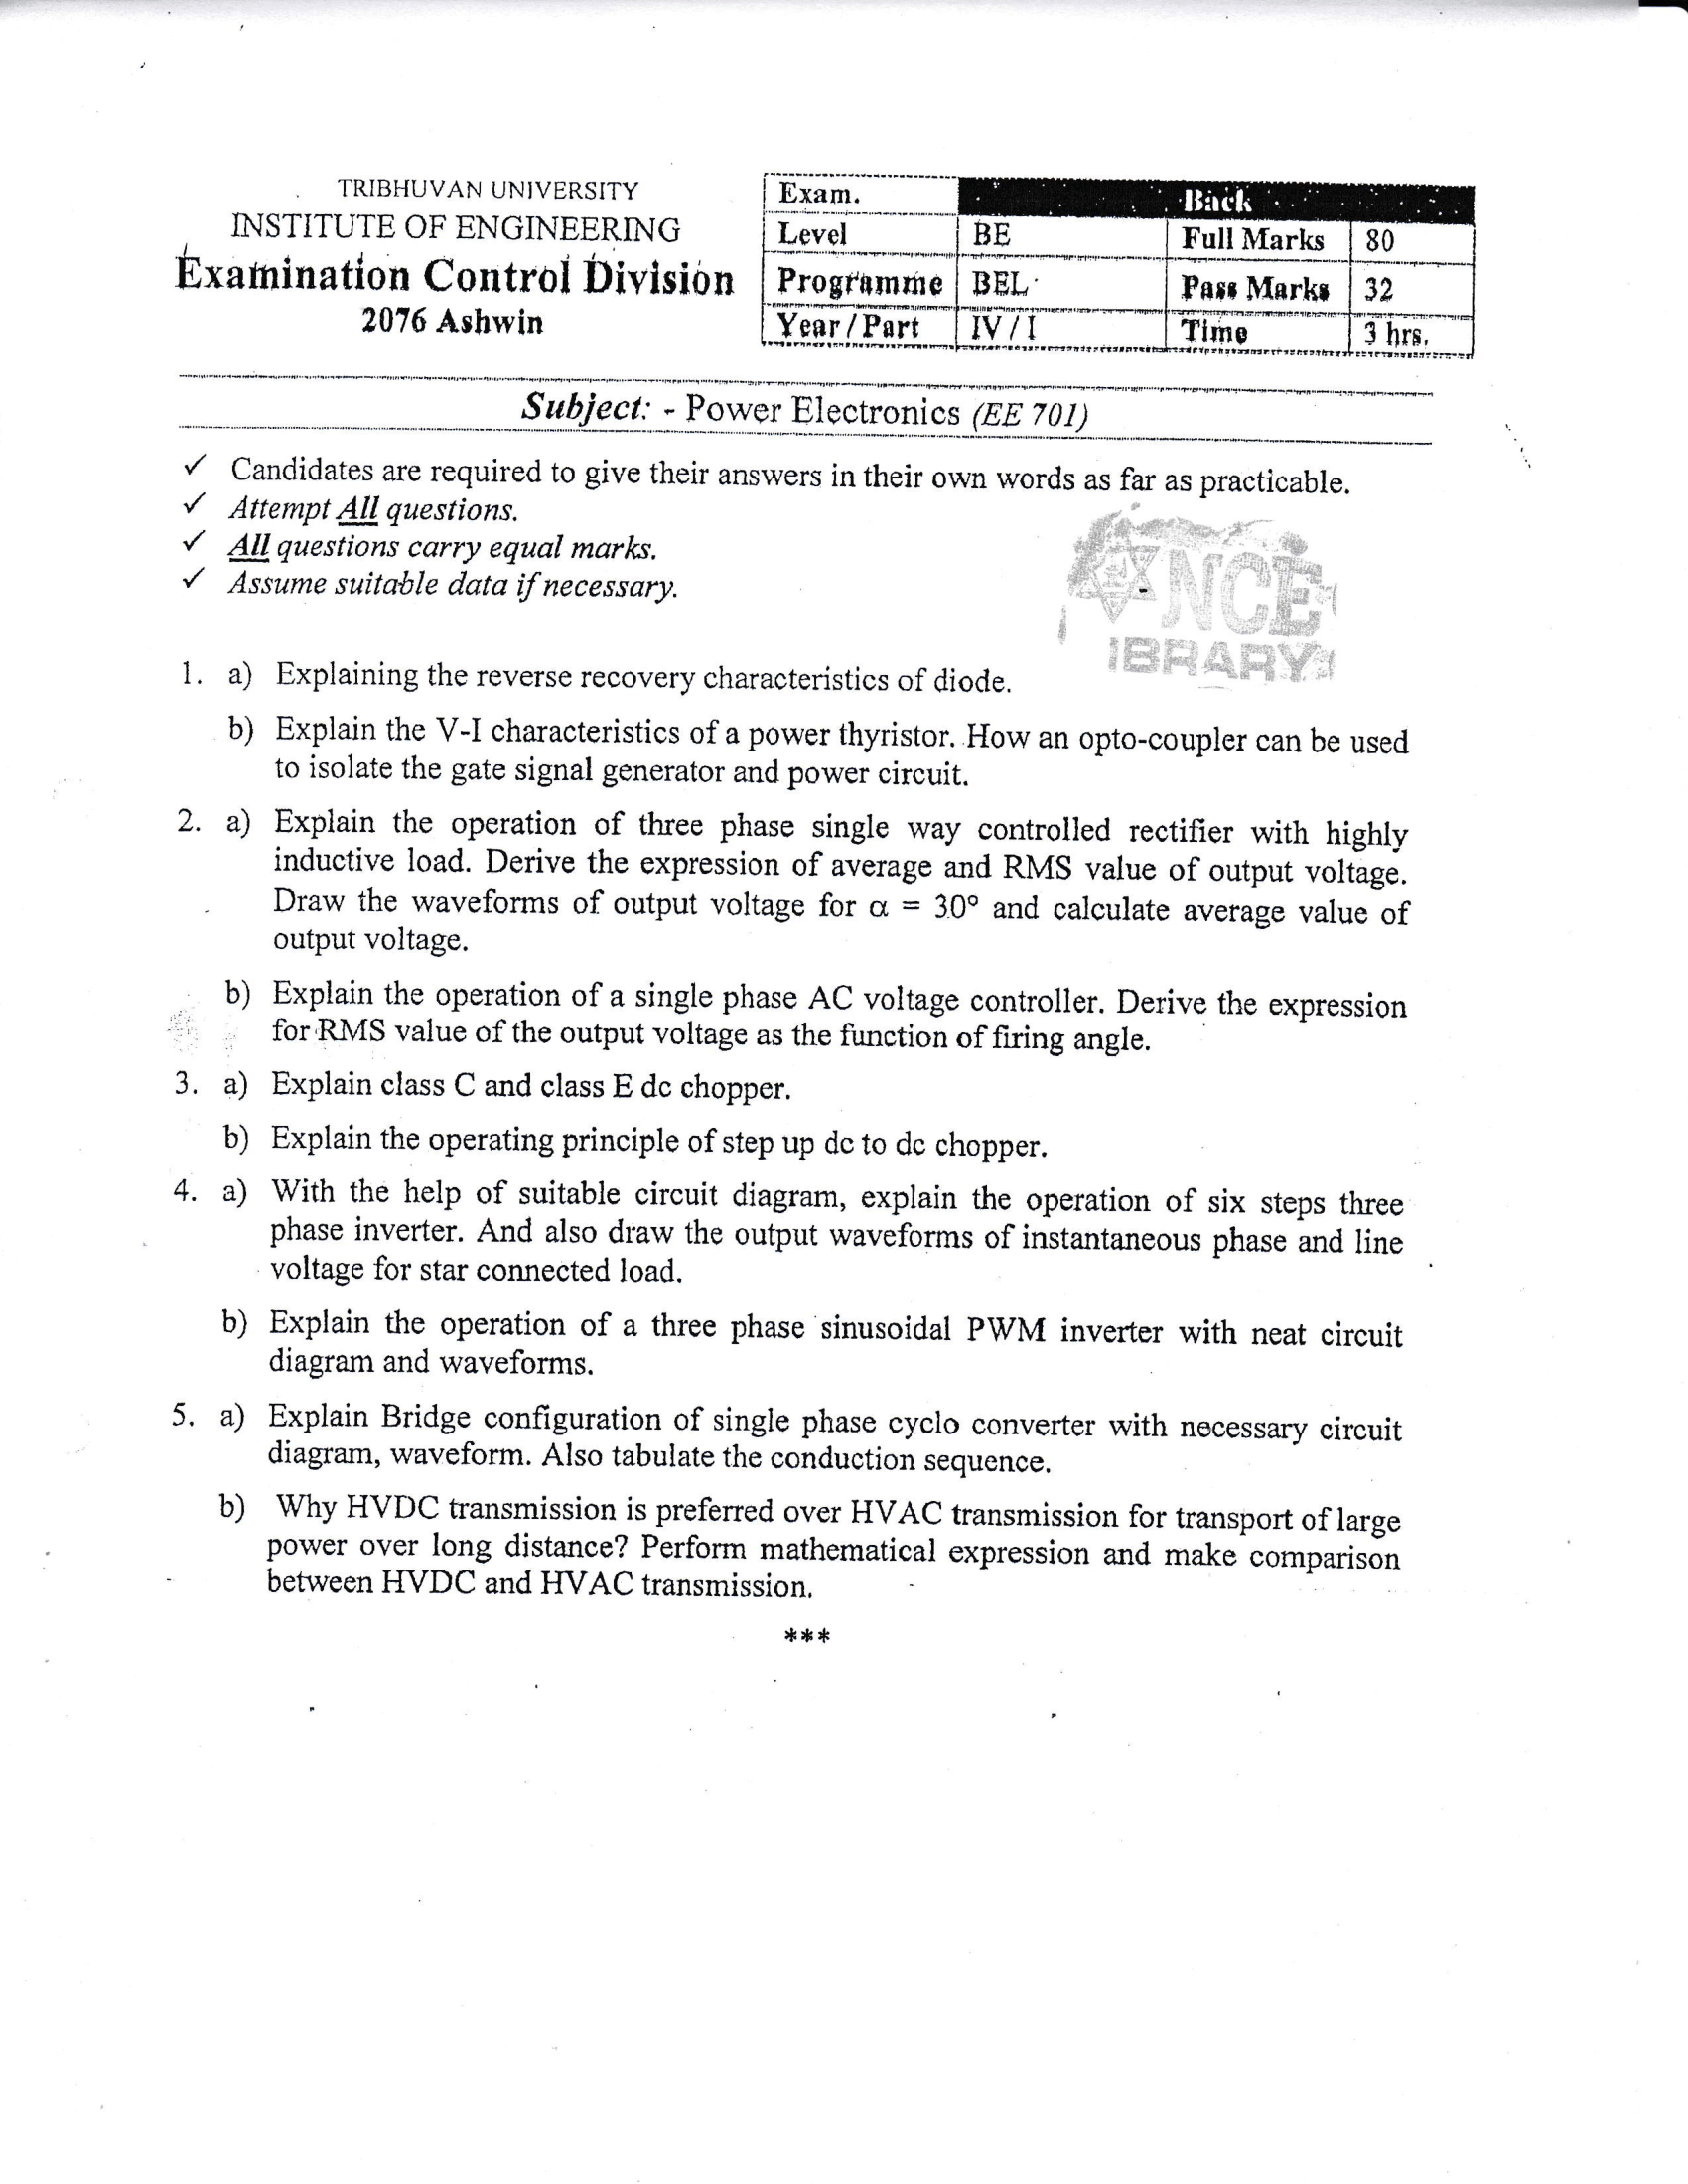 TRIBHUVAN UNIVERSITY
INSTITUTE OF ENGINEERING
Examination Control Division
2076 Ashwin
Exam. Back
Level BE Full Marks 80
Programme BEL Pass Marks 32
Year / Part IV / I Time 3 hrs.
Subject: - Power Electronics (EE 701)
✓ Candidates are required to give their answers in their own words as far as practicable.
✓ Attempt All questions.
✓ All questions carry equal marks.
✓ Assume suitable data if necessary.
NCE
IBRARY
1. a) Explaining the reverse recovery characteristics of diode.
b) Explain the V-I characteristics of a power thyristor. How an opto-coupler can be used
to isolate the gate signal generator and power circuit.
2. a) Explain the operation of three phase single way controlled rectifier with highly
inductive load. Derive the expression of average and RMS value of output voltage.
Draw the waveforms of output voltage for α = 30° and calculate average value of
output voltage.
b) Explain the operation of a single phase AC voltage controller. Derive the expression
for RMS value of the output voltage as the function of firing angle.
3. a) Explain class C and class E dc chopper.
b) Explain the operating principle of step up dc to dc chopper.
4. a) With the help of suitable circuit diagram, explain the operation of six steps three
phase inverter. And also draw the output waveforms of instantaneous phase and line
voltage for star connected load.
b) Explain the operation of a three phase sinusoidal PWM inverter with neat circuit
diagram and waveforms.
5. a) Explain Bridge configuration of single phase cyclo converter with necessary circuit
diagram, waveform. Also tabulate the conduction sequence.
b) Why HVDC transmission is preferred over HVAC transmission for transport of large
power over long distance? Perform mathematical expression and make comparison
between HVDC and HVAC transmission.
***